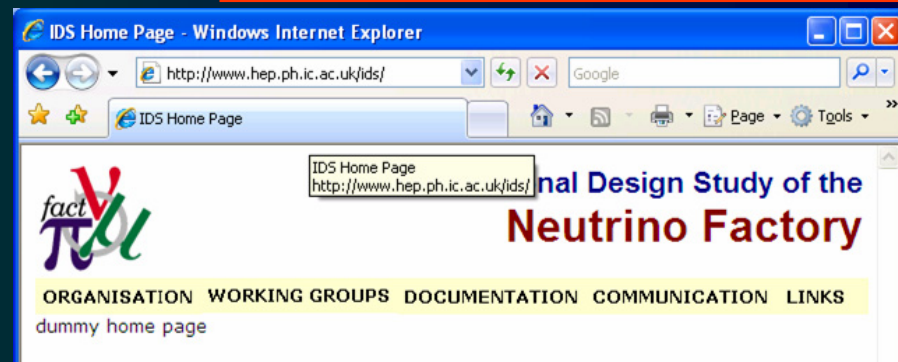 IDS Home Page - Windows Internet Explorer
http://www.hep.ph.ic.ac.uk/ids/
Google
IDS Home Page
Page
Tools
»
IDS Home Page
http://www.hep.ph.ic.ac.uk/ids/
nal Design Study of the
fact
Neutrino Factory
πνμ
ORGANISATION WORKING GROUPS DOCUMENTATION COMMUNICATION LINKS
dummy home page